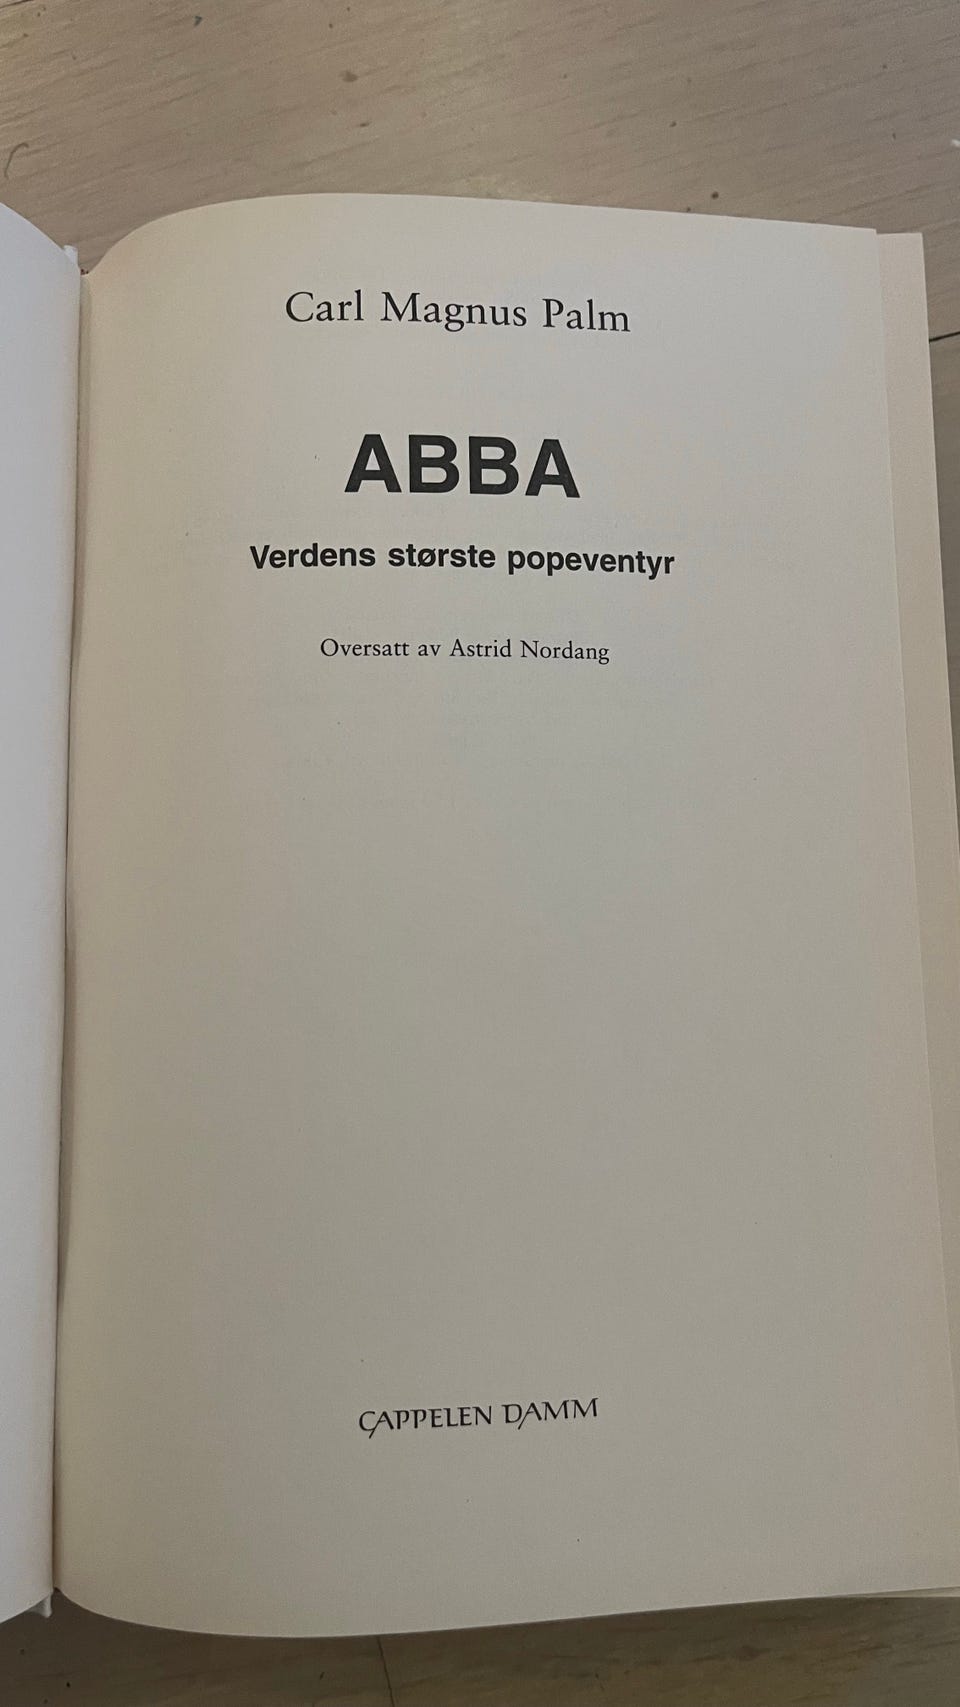 Carl Magnus Palm
ABBA
Verdens største popeventyr
Oversatt av Astrid Nordang
CAPPELEN DAMM